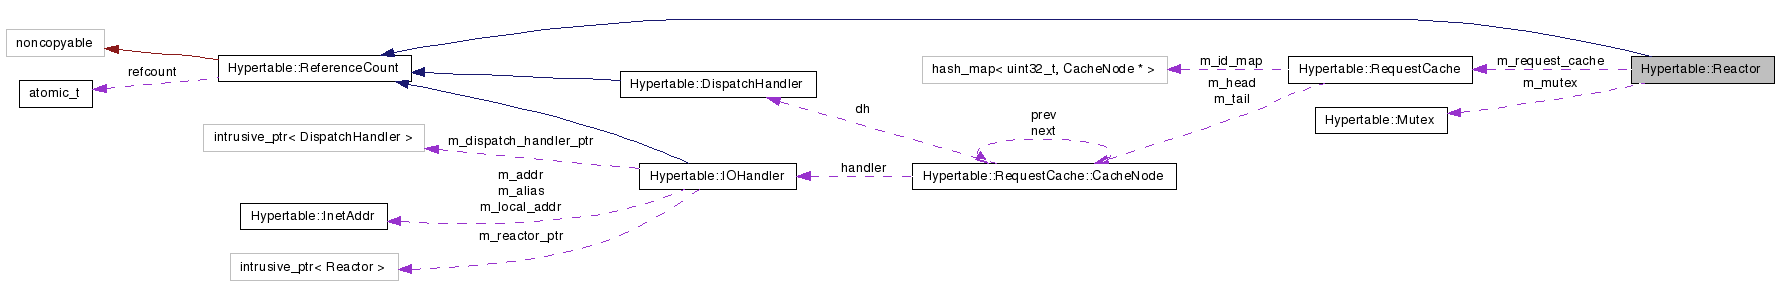 noncopyable
refcount
atomic_t
Hypertable::ReferenceCount
Hypertable::DispatchHandler
hash_map< uint32_t, CacheNode * >
m_id_map
m_head
m_tail
Hypertable::RequestCache
m_request_cache
m_mutex
Hypertable::Reactor
Hypertable::Mutex
dh
prev
next
intrusive_ptr< DispatchHandler >
m_dispatch_handler_ptr
m_addr
m_alias
m_local_addr
Hypertable::IOHandler
handler
Hypertable::RequestCache::CacheNode
Hypertable::InetAddr
m_reactor_ptr
intrusive_ptr< Reactor >